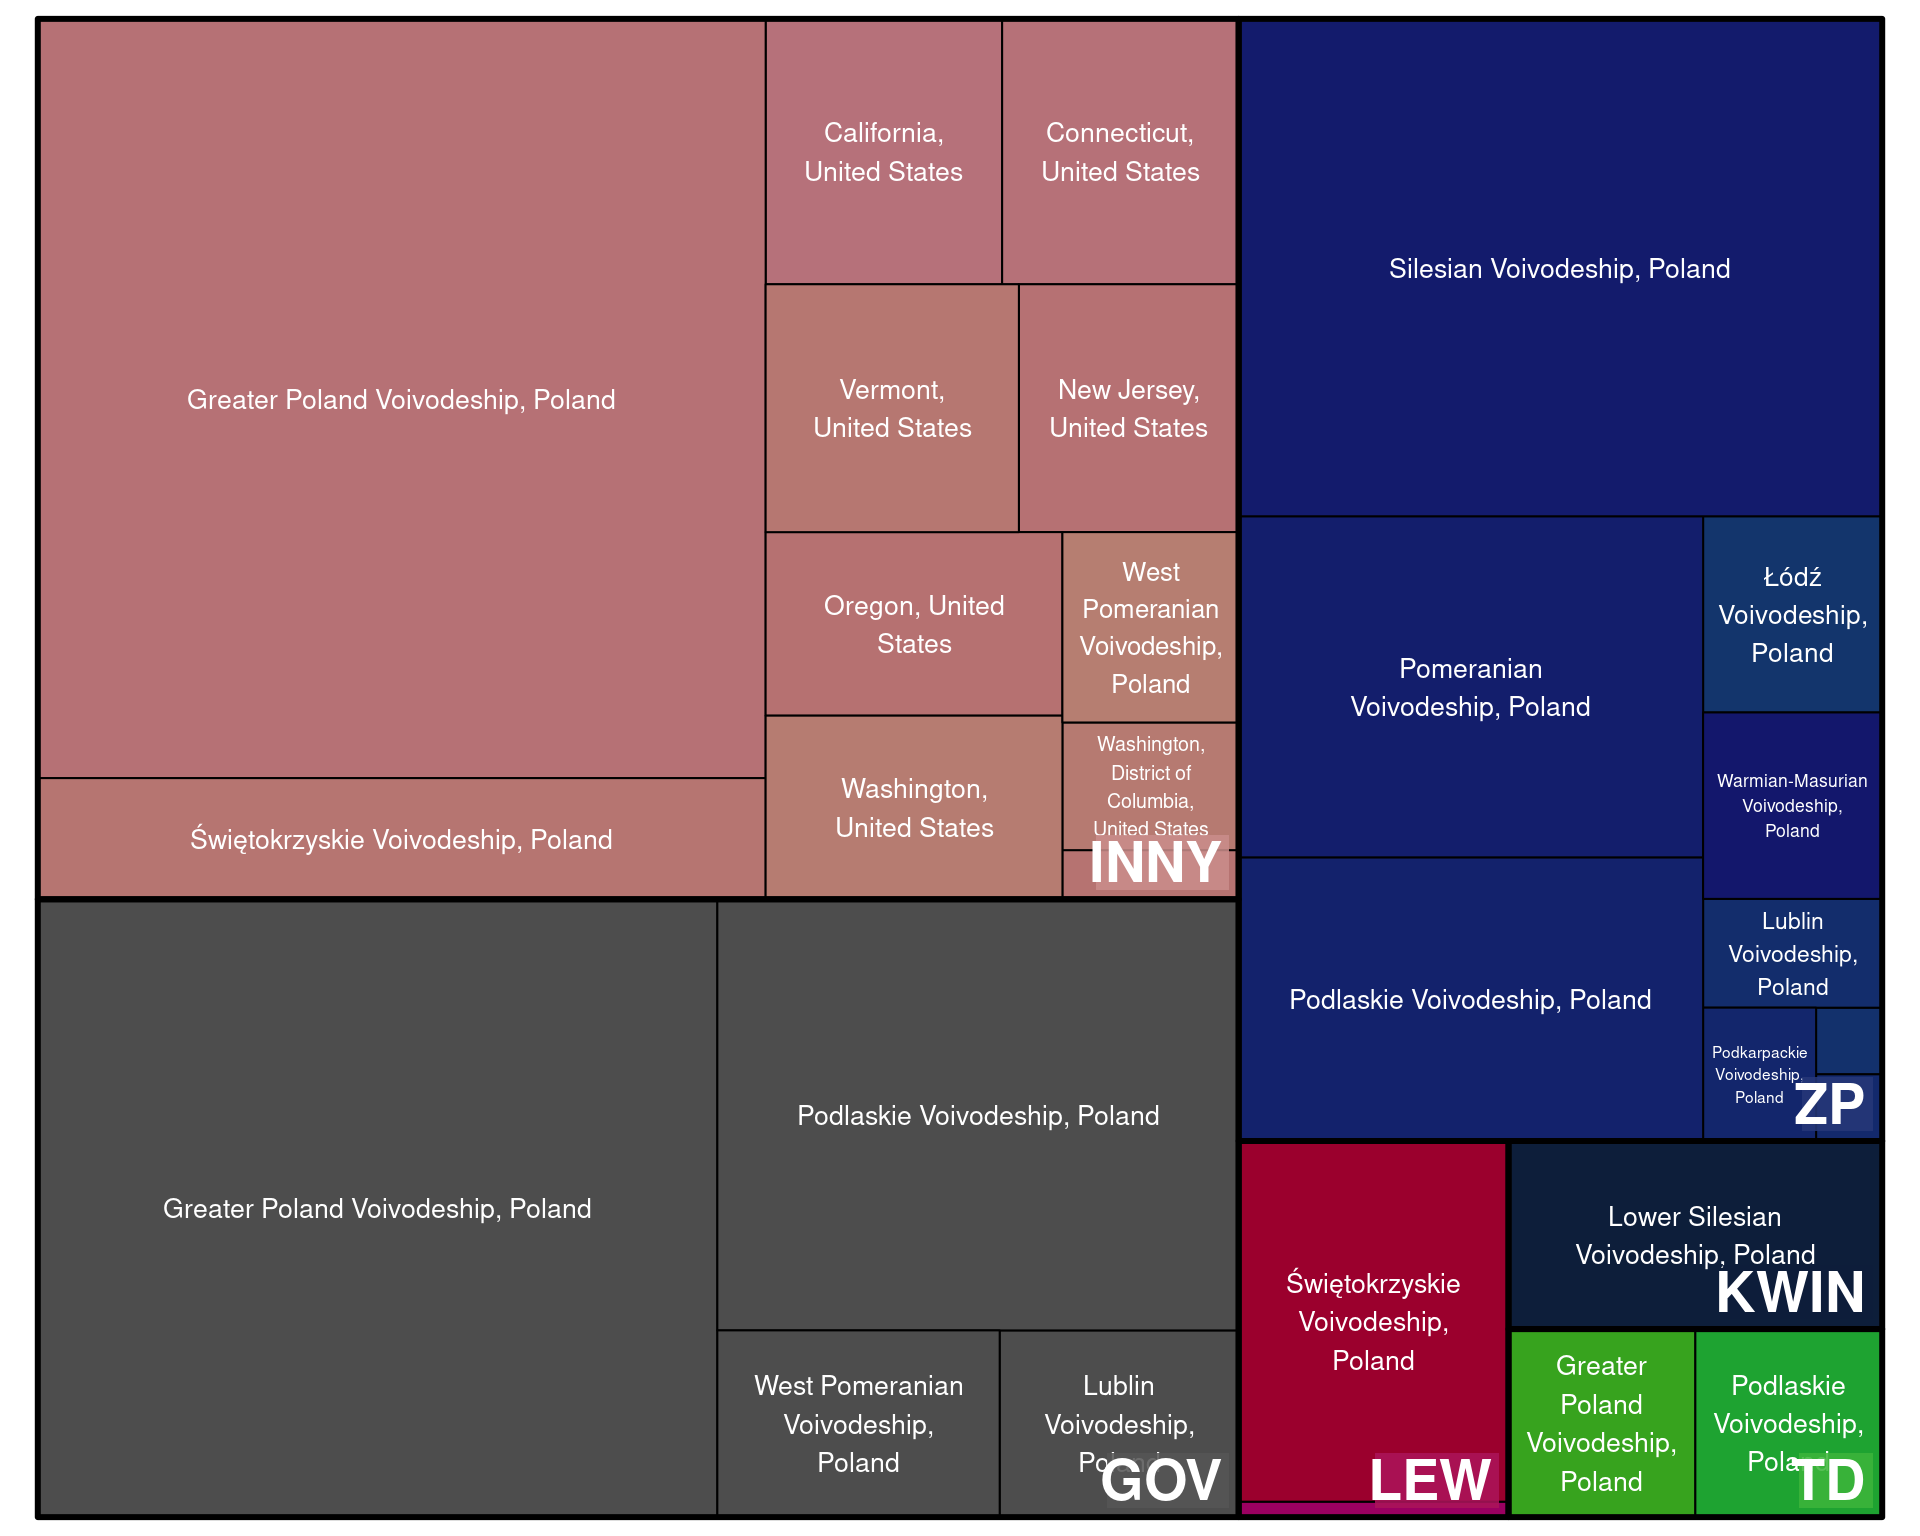 Greater Poland Voivodeship, Poland
Świętokrzyskie Voivodeship, Poland
California,
United States
Connecticut,
United States
Vermont,
United States
New Jersey,
United States
Oregon, United
States
West
Pomeranian
Voivodeship,
Poland
Washington,
United States
Washington,
District of
Columbia,
United States
INNY
Greater Poland Voivodeship, Poland
Podlaskie Voivodeship, Poland
West Pomeranian
Voivodeship,
Poland
Lublin
Voivodeship,
Poland
GOV
Silesian Voivodeship, Poland
Pomeranian
Voivodeship, Poland
Podlaskie Voivodeship, Poland
Łódź
Voivodeship,
Poland
Warmian-Masurian
Voivodeship,
Poland
Lublin
Voivodeship,
Poland
Podkarpackie
Voivodeship,
Poland
ZP
Świętokrzyskie
Voivodeship,
Poland
LEW
Lower Silesian
Voivodeship, Poland
KWIN
Greater
Poland
Voivodeship,
Poland
Podlaskie
Voivodeship,
Poland
TD